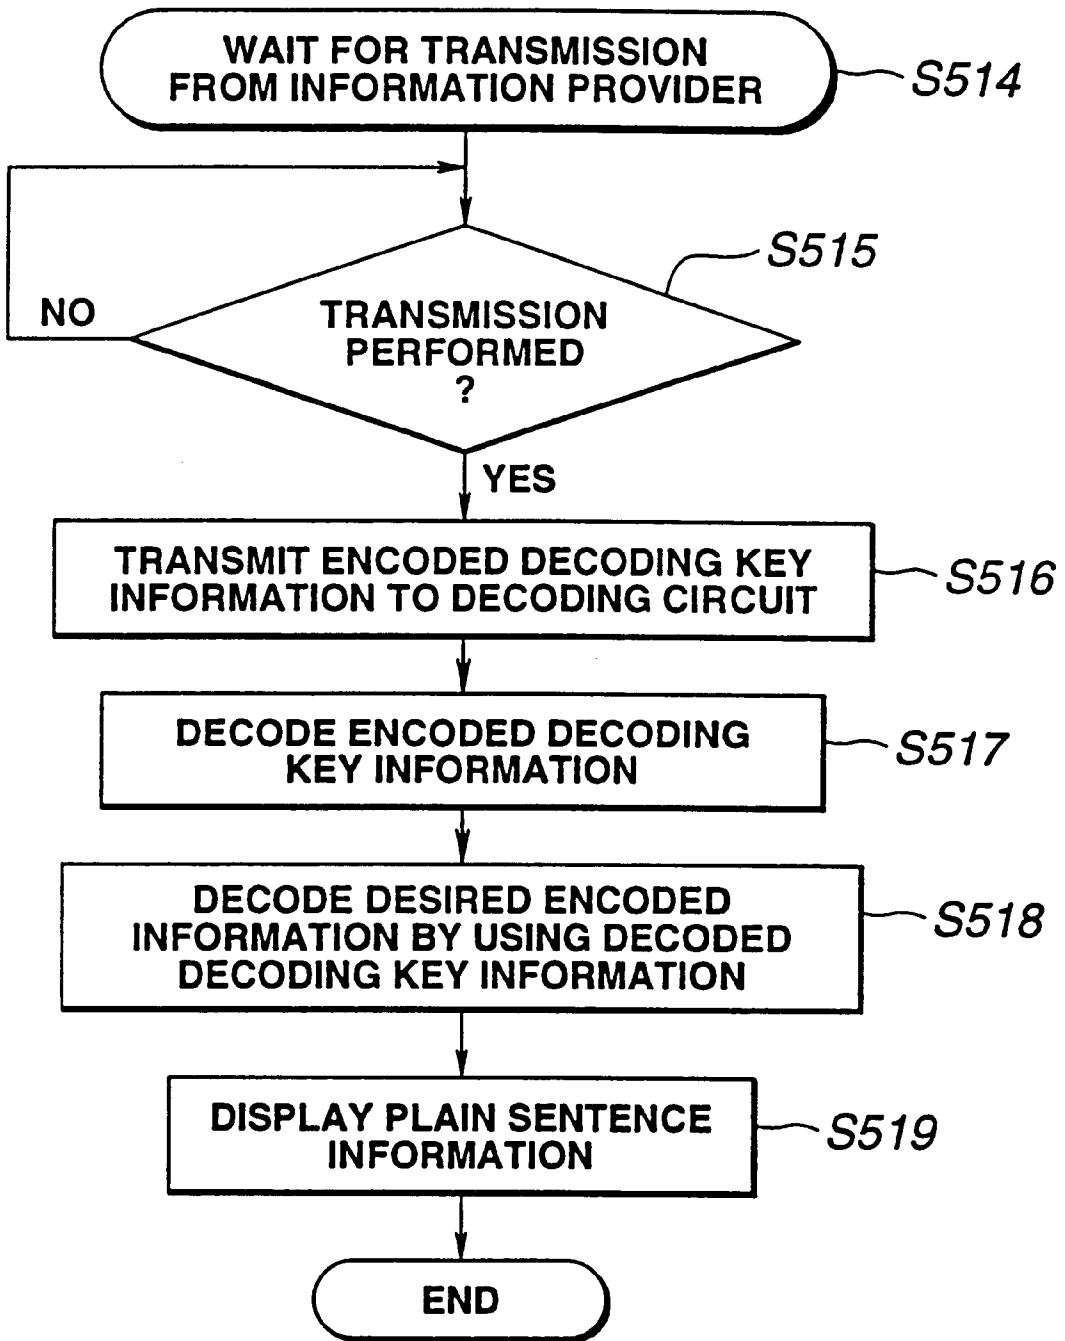 WAIT FOR TRANSMISSION
FROM INFORMATION PROVIDER
S514
S515
NO
TRANSMISSION
PERFORMED
?
YES
TRANSMIT ENCODED DECODING KEY
INFORMATION TO DECODING CIRCUIT
S516
DECODE ENCODED DECODING
KEY INFORMATION
S517
DECODE DESIRED ENCODED
INFORMATION BY USING DECODED
DECODING KEY INFORMATION
S518
DISPLAY PLAIN SENTENCE
INFORMATION
S519
END